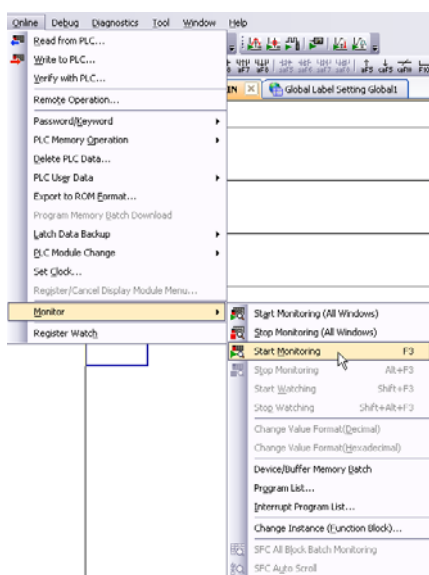 Online Debug Diagnostics Tool Window Help
Read from PLC...
Write to PLC...
Verify with PLC...
Remote Operation...
Password/Keyword
PLC Memory Operation
Delete PLC Data...
PLC User Data
Export to ROM Format...
Program Memory Batch Download
Latch Data Backup
PLC Module Change
Set Clock...
Register/Cancel Display Module Menu...
Monitor
Register Watch
IN Global Label Setting Global1
Start Monitoring (All Windows)
Stop Monitoring (All Windows)
Start Monitoring F3
Stop Monitoring Alt+F3
Start Watching Shift+F3
Stop Watching Shift+Alt+F3
Change Value Format(Decimal)
Change Value Format(Hexadecimal)
Device/Buffer Memory Batch
Program List...
Interrupt Program List...
Change Instance (Function Block)...
SFC All Block Batch Monitoring
SFC Auto Scroll